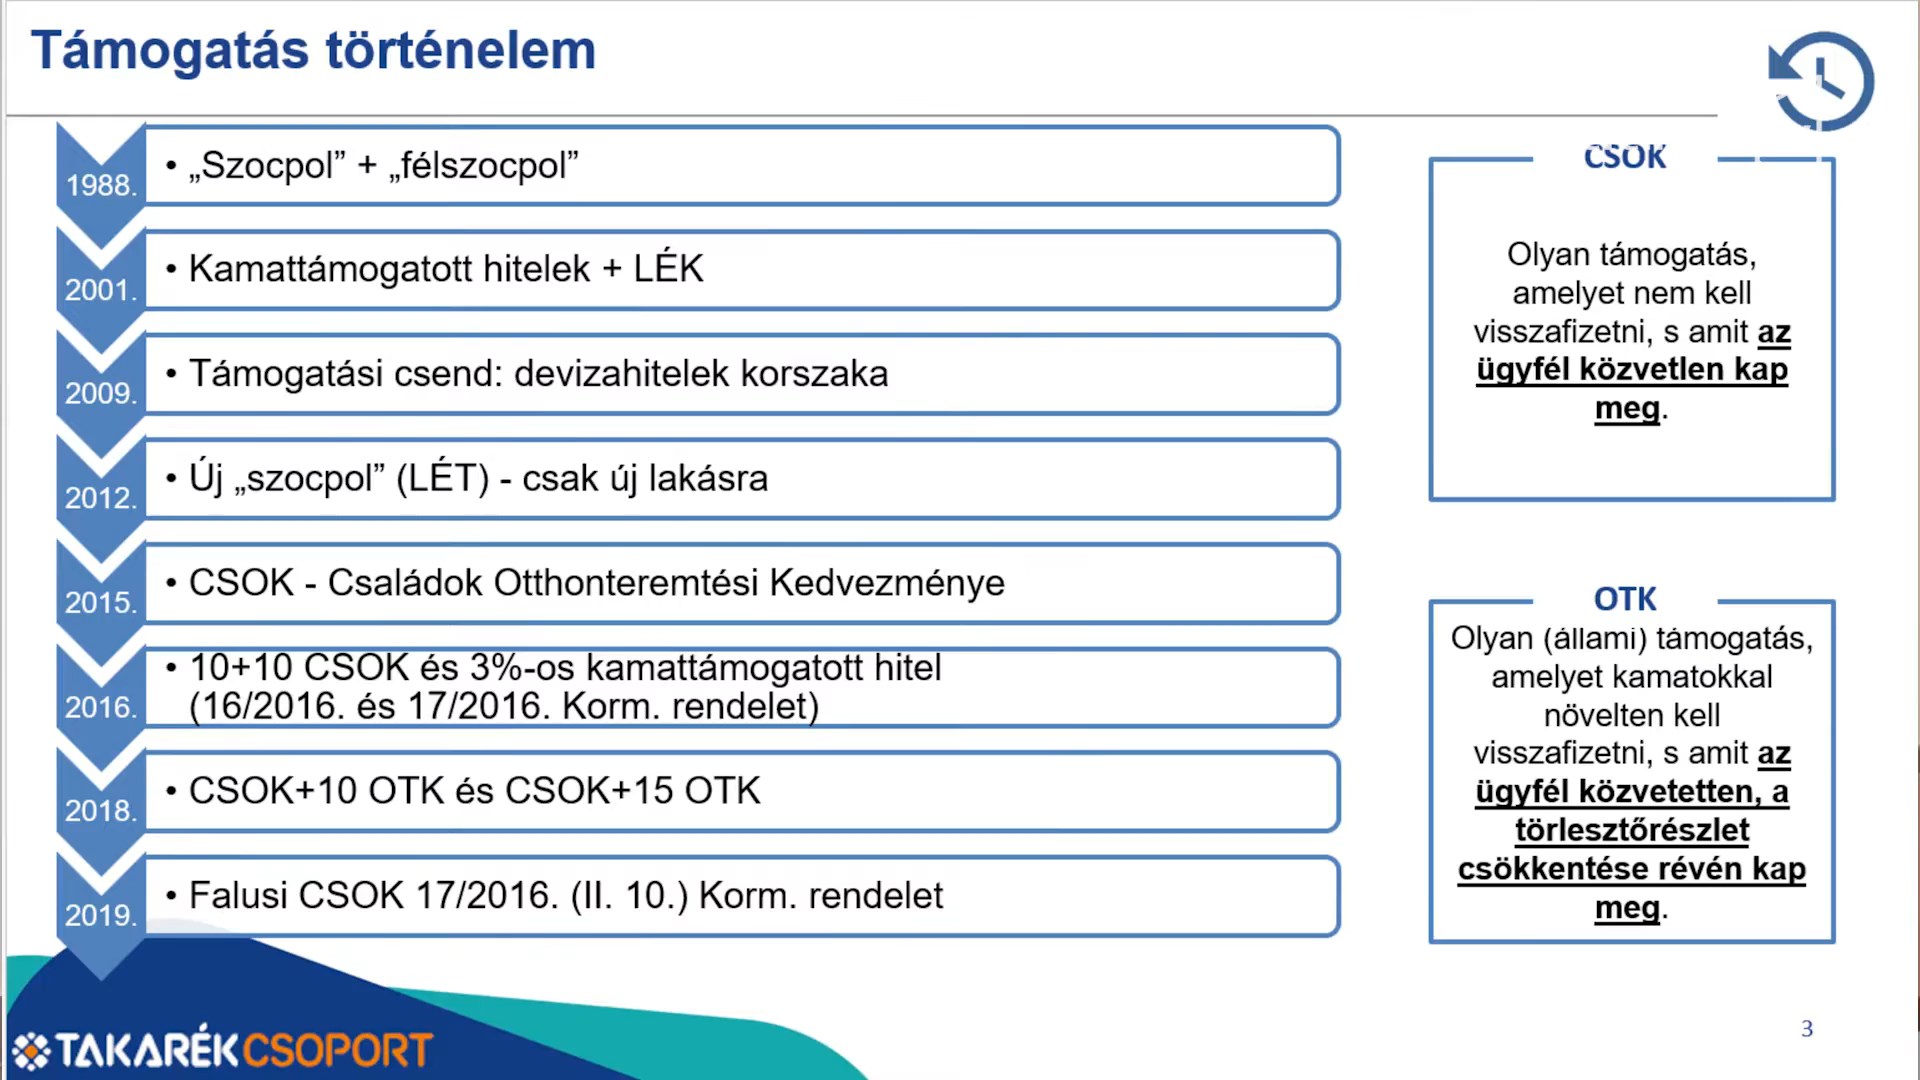 Támogatás történelem
1988.
• „Szocpol” + „félszocpol”
2001.
• Kamattámogatott hitelek + LÉK
2009.
• Támogatási csend: devizahitelek korszaka
2012.
• Új „szocpol” (LÉT) - csak új lakásra
2015.
• CSOK - Családok Otthonteremtési Kedvezménye
2016.
• 10+10 CSOK és 3%-os kamattámogatott hitel
(16/2016. és 17/2016. Korm. rendelet)
2018.
• CSOK+10 OTK és CSOK+15 OTK
2019.
• Falusi CSOK 17/2016. (II. 10.) Korm. rendelet
CSOK
Olyan támogatás,
amelyet nem kell
visszafizetni, s amit az
ügyfél közvetlen kap
meg.
OTK
Olyan (állami) támogatás,
amelyet kamatokkal
növelten kell
visszafizetni, s amit az
ügyfél közvetetten, a
törlesztőrészlet
csökkentése révén kap
meg.
TAKARÉKCSOPORT
3